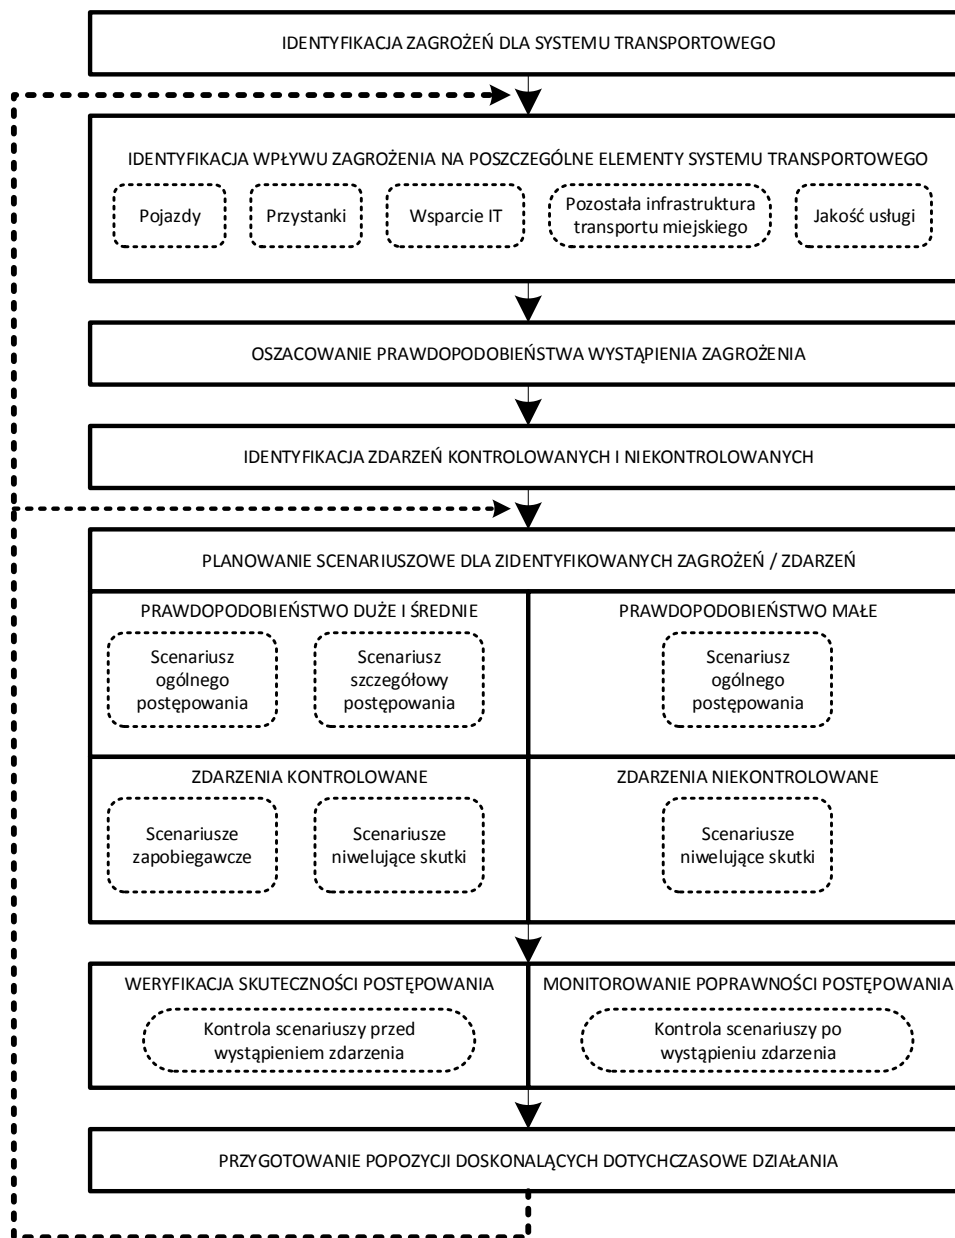 IDENTYFIKACJA ZAGROŻEŃ DLA SYSTEMU TRANSPORTOWEGO
IDENTYFIKACJA WPŁYWU ZAGROŻENIA NA POSZCZEGÓLNE ELEMENTY SYSTEMU TRANSPORTOWEGO
Pojazdy
Przystanki
Wsparcie IT
Pozostała infrastruktura
transportu miejskiego
Jakość usługi
OSZACOWANIE PRAWDOPODOBIEŃSTWA WYSTĄPIENIA ZAGROŻENIA
IDENTYFIKACJA ZDARZEŃ KONTROLOWANYCH I NIEKONTROLOWANYCH
PLANOWANIE SCENARIUSZOWE DLA ZIDENTYFIKOWANYCH ZAGROŻEŃ / ZDARZEŃ
PRAWDOPODOBIEŃSTWO DUŻE I ŚREDNIE
Scenariusz
ogólnego
postępowania
Scenariusz
szczegółowy
postępowania
PRAWDOPODOBIEŃSTWO MAŁE
Scenariusz
ogólnego
postępowania
ZDARZENIA KONTROLOWANE
Scenariusze
zapobiegawcze
Scenariusze
niwelujące skutki
ZDARZENIA NIEKONTROLOWANE
Scenariusze
niwelujące skutki
WERYFIKACJA SKUTECZNOŚCI POSTĘPOWANIA
Kontrola scenariuszy przed
wystąpieniem zdarzenia
MONITOROWANIE POPRAWNOŚCI POSTĘPOWANIA
Kontrola scenariuszy po
wystąpieniu zdarzenia
PRZYGOTOWANIE POPOZYCJI DOSKONALĄCYCH DOTYCHCZASOWE DZIAŁANIA